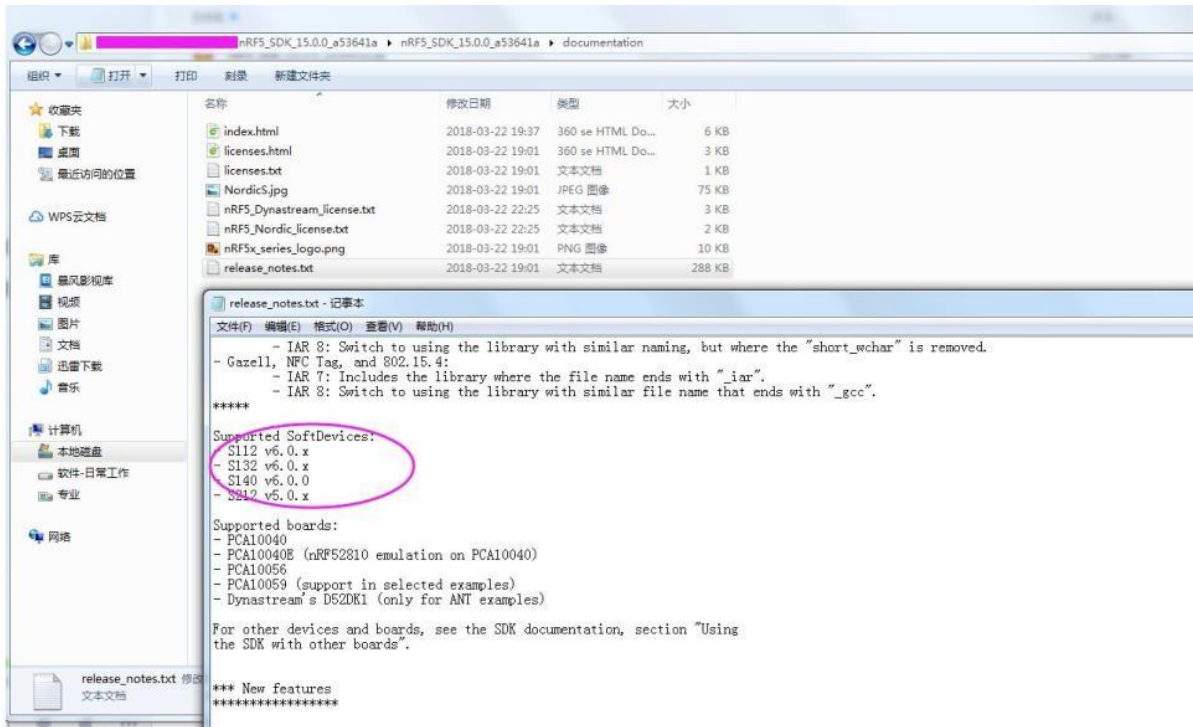 nRF5_SDK_15.0.0_a53641a ▸ nRF5_SDK_15.0.0_a53641a ▸ documentation
组织 打开 打印 刻录 新建文件夹
收藏夹
下载
桌面
最近访问的位置
WPS云文档
库
暴风影视库
视频
图片
文档
迅雷下载
音乐
计算机
本地磁盘
软件-日常工作
专业
网络
名称 修改日期 类型 大小
index.html 2018-03-22 19:37 360 se HTML Do... 6 KB
licenses.html 2018-03-22 19:01 360 se HTML Do... 3 KB
licenses.txt 2018-03-22 19:01 文本文档 1 KB
NordicS.jpg 2018-03-22 19:01 JPEG 图像 75 KB
nRF5_Dynastream_license.txt 2018-03-22 22:25 文本文档 3 KB
nRF5_Nordic_license.txt 2018-03-22 22:25 文本文档 2 KB
nRF5x_series_logo.png 2018-03-22 19:01 PNG 图像 10 KB
release_notes.txt 2018-03-22 19:01 文本文档 288 KB
release_notes.txt - 记事本
文件(F) 编辑(E) 格式(O) 查看(V) 帮助(H)
- IAR 8: Switch to using the library with similar naming, but where the "short_wchar" is removed.
- Gazell, NFC Tag, and 802.15.4:
- IAR 7: Includes the library where the file name ends with "_iar".
- IAR 8: Switch to using the library with similar file name that ends with "_gcc".
*****
Supported SoftDevices:
- S112 v6.0.x
- S132 v6.0.x
- S140 v6.0.0
- S212 v5.0.x
Supported boards:
- PCA10040
- PCA10040E (nRF52810 emulation on PCA10040)
- PCA10056
- PCA10059 (support in selected examples)
- Dynastream's D52DK1 (only for ANT examples)
For other devices and boards, see the SDK documentation, section "Using
the SDK with other boards".
*** New features
*****************
release_notes.txt 修改
文本文档